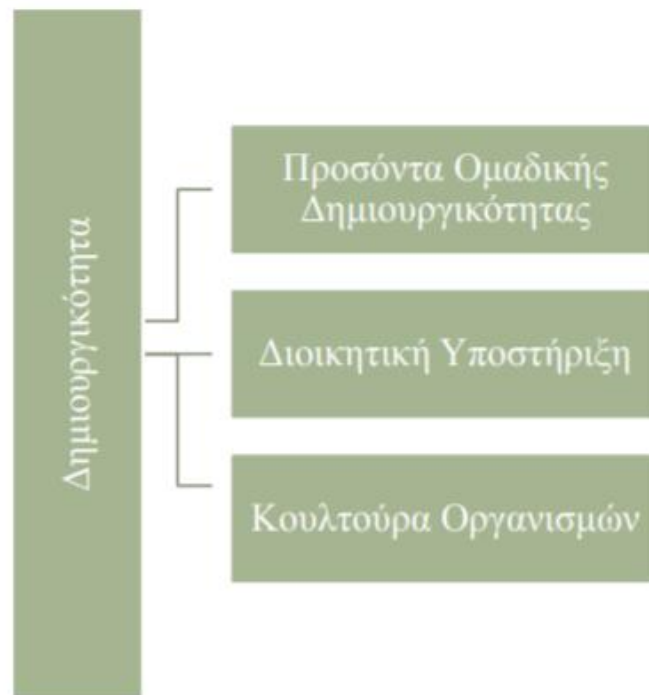 Δημιουργικότητα
Προσόντα Ομαδικής
Δημιουργικότητας
Διοικητική Υποστήριξη
Κουλτούρα Οργανισμών